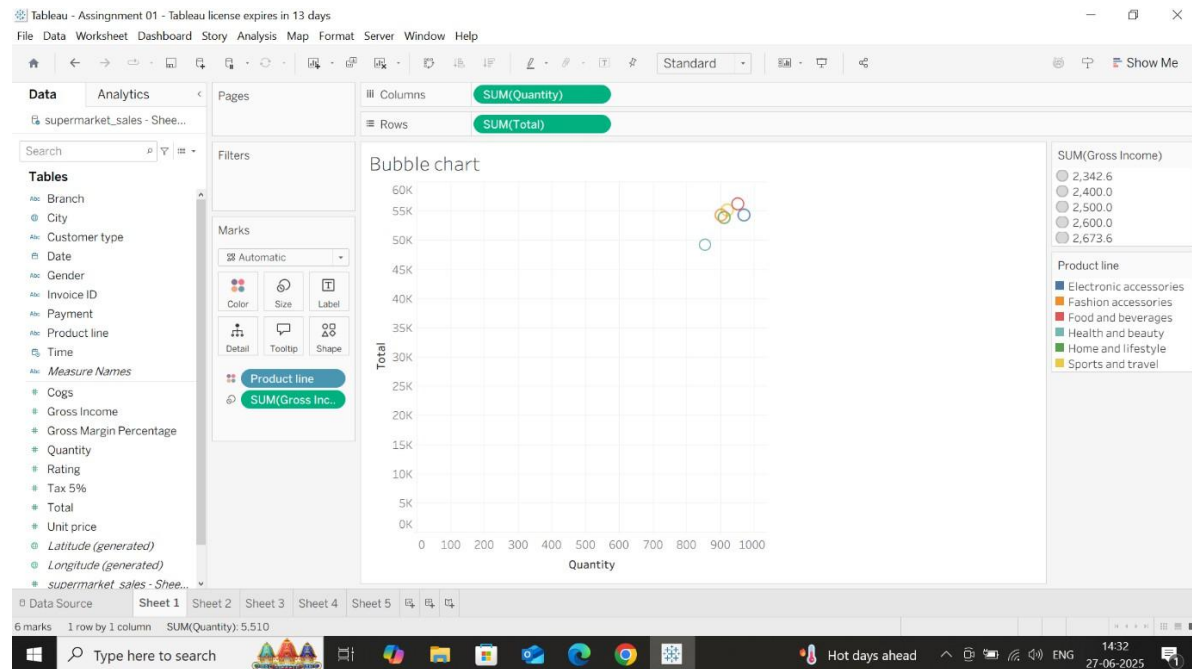 Tableau - Assingnment 01 - Tableau license expires in 13 days
File Data Worksheet Dashboard Story Analysis Map Format Server Window Help
Standard
Show Me
Data Analytics
supermarket_sales - Shee...
Search
Tables
Abc Branch
City
Abc Customer type
Date
Abc Gender
Abc Invoice ID
Abc Payment
Abc Product line
Time
Abc Measure Names
# Cogs
# Gross Income
# Gross Margin Percentage
# Quantity
# Rating
# Tax 5%
# Total
# Unit price
Latitude (generated)
Longitude (generated)
# supermarket_sales - Shee...
Pages
Filters
Marks
Automatic
Color Size Label
Detail Tooltip Shape
Product line
SUM(Gross Inc..
Columns SUM(Quantity)
Rows SUM(Total)
Bubble chart
60K
55K
50K
45K
40K
35K
30K
25K
20K
15K
10K
5K
0K
Total
0 100 200 300 400 500 600 700 800 900 1000
Quantity
SUM(Gross Income)
2,342.6
2,400.0
2,500.0
2,600.0
2,673.6
Product line
Electronic accessories
Fashion accessories
Food and beverages
Health and beauty
Home and lifestyle
Sports and travel
Data Source Sheet 1 Sheet 2 Sheet 3 Sheet 4 Sheet 5
6 marks 1 row by 1 column SUM(Quantity): 5,510
Type here to search
Hot days ahead
ENG
14:32
27-06-2025